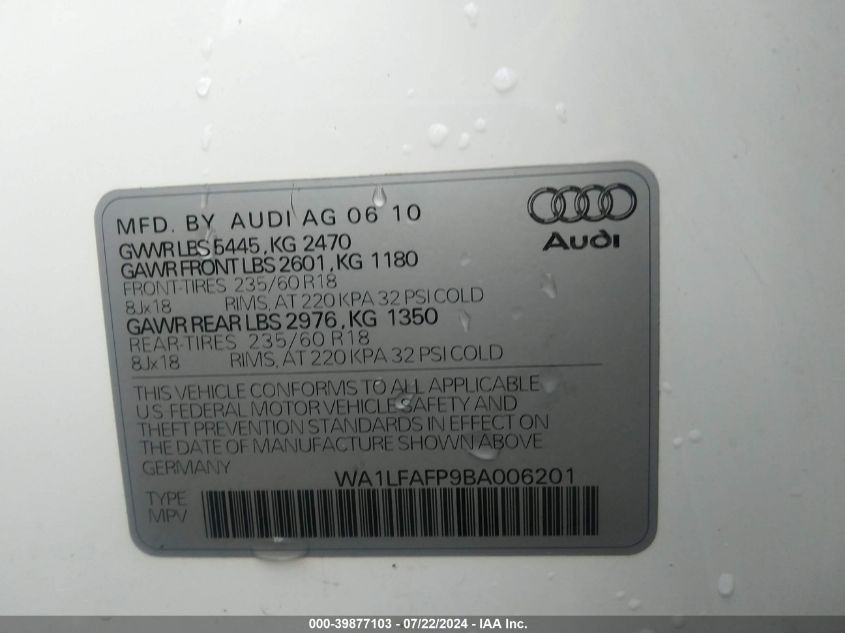 MFD. BY AUDI AG 06 10
Audi
GVWR LBS 5445, KG 2470
GAWR FRONT LBS 2601, KG 1180
FRONT-TIRES 235/60 R18
8Jx18 RIMS, AT 220 KPA 32 PSI COLD
GAWR REAR LBS 2976, KG 1350
REAR-TIRES 235/60 R18
8Jx18 RIMS, AT 220 KPA 32 PSI COLD
THIS VEHICLE CONFORMS TO ALL APPLICABLE
U.S. FEDERAL MOTOR VEHICLE SAFETY AND
THEFT PREVENTION STANDARDS IN EFFECT ON
THE DATE OF MANUFACTURE SHOWN ABOVE
GERMANY WA1LFAFP9BA006201
TYPE
MPV
000-39877103 - 07/22/2024 - IAA Inc.